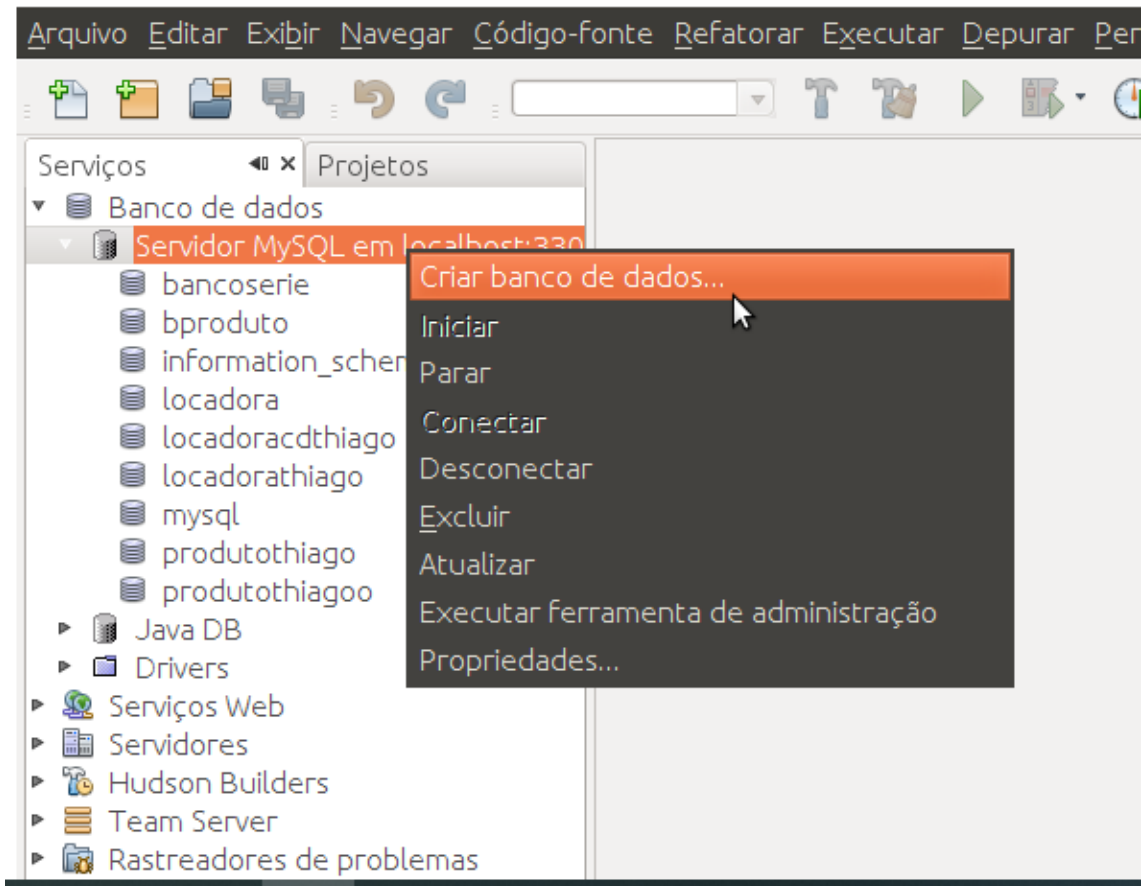 Arquivo Editar Exibir Navegar Código-fonte Refatorar Executar Depurar Per
Serviços Projetos
Banco de dados
Servidor MySQL em localhost:330
bancoserie
bproduto
information_scher
locadora
locadoracdthiago
locadorathiago
mysql
produtothiago
produtothiagoo
Java DB
Drivers
Serviços Web
Servidores
Hudson Builders
Team Server
Rastreadores de problemas
Criar banco de dados...
Iniciar
Parar
Conectar
Desconectar
Excluir
Atualizar
Executar ferramenta de administração
Propriedades...